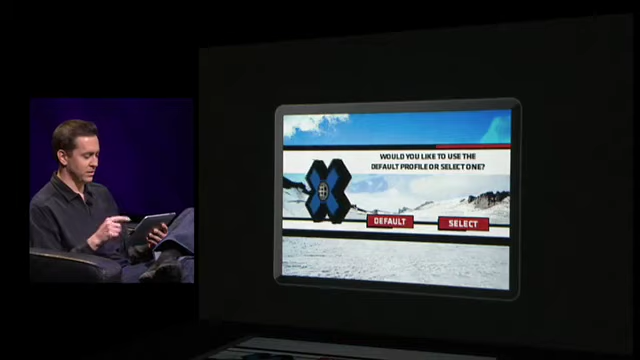 WOULD YOU LIKE TO USE THE
DEFAULT PROFILE OR SELECT ONE?
DEFAULT
SELECT